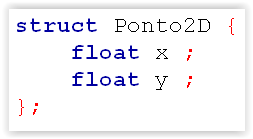 struct Ponto2D {
    float x ;
    float y ;
};